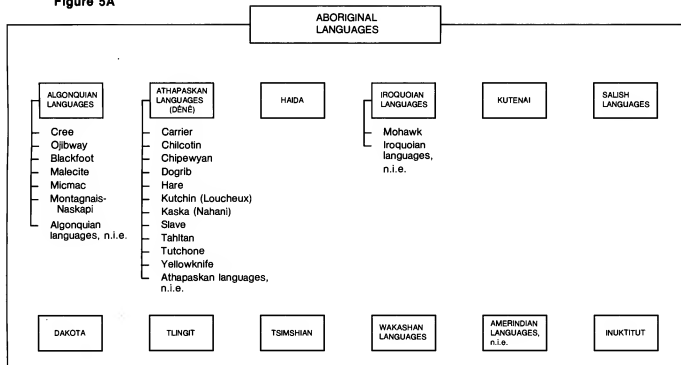 Figure 5A
ABORIGINAL
LANGUAGES
ALGONQUIAN
LANGUAGES
Cree
Ojibway
Blackfoot
Malecite
Micmac
Montagnais-
Naskapi
Algonquian
languages, n.i.e.
ATHAPASKAN
LANGUAGES
(DÉNÉ)
Carrier
Chilcotin
Chipewyan
Dogrib
Hare
Kutchin (Loucheux)
Kaska (Nahani)
Slave
Tahltan
Tutchone
Yellowknife
Athapaskan languages,
n.i.e.
HAIDA
IROQUOIAN
LANGUAGES
Mohawk
Iroquoian
languages,
n.i.e.
KUTENAI
SALISH
LANGUAGES
DAKOTA
TLINGIT
TSIMSHIAN
WAKASHAN
LANGUAGES
AMERINDIAN
LANGUAGES,
n.i.e.
INUKTITUT